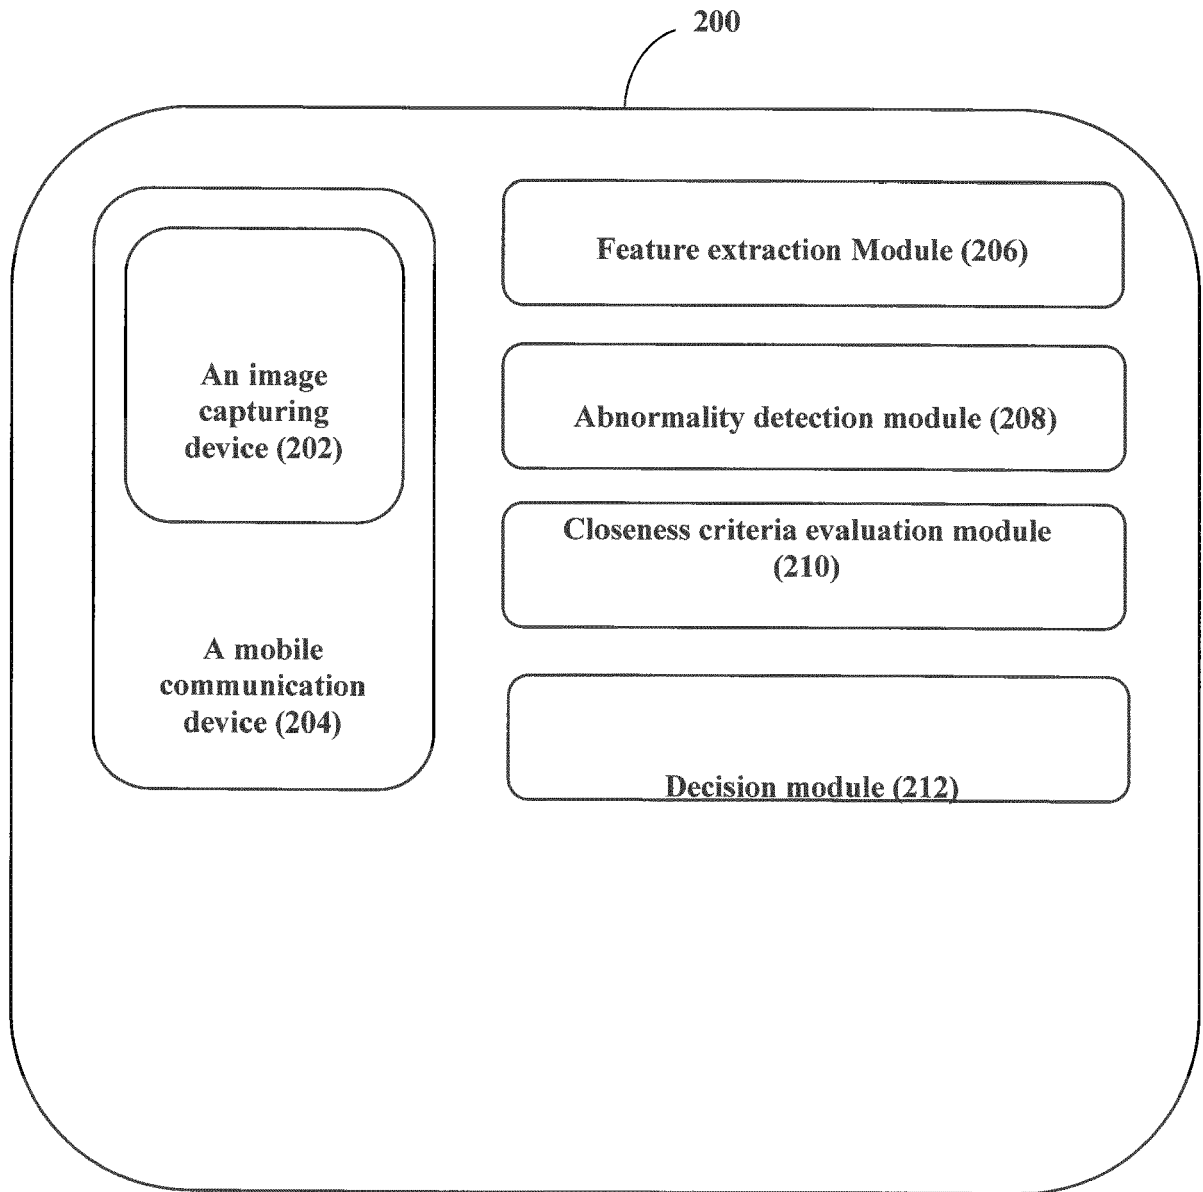 200
An image
capturing
device (202)
A mobile
communication
device (204)
Feature extraction Module (206)
Abnormality detection module (208)
Closeness criteria evaluation module
(210)
Decision module (212)